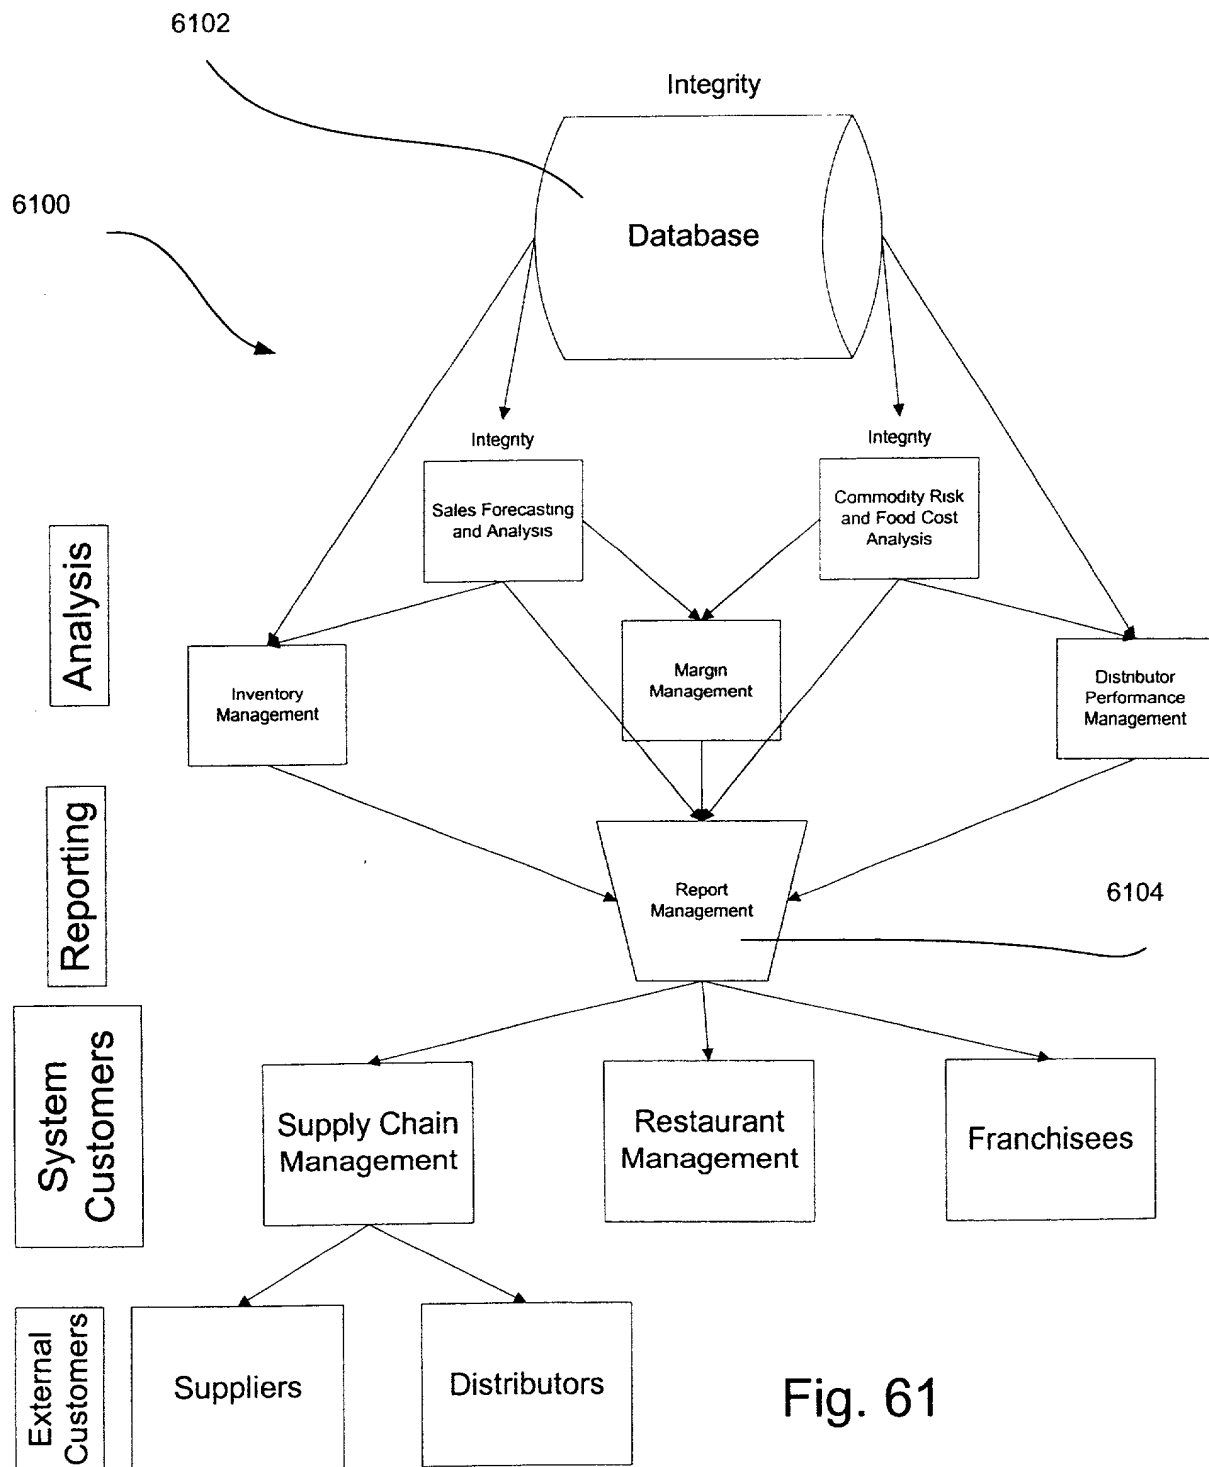 6102
Integrity
6100
Database
Integrity
Integrity
Sales Forecasting
and Analysis
Commodity Risk
and Food Cost
Analysis
Analysis
Inventory
Management
Margin
Management
Distributor
Performance
Management
Reporting
Report
Management
6104
System
Customers
Supply Chain
Management
Restaurant
Management
Franchisees
External
Customers
Suppliers
Distributors
Fig. 61